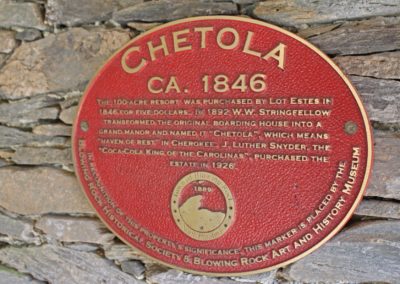 CHETOLA
CA. 1846
THE 100-ACRE RESORT WAS PURCHASED BY LOT ESTES IN
1846 FOR FIVE DOLLARS. IN 1892 W.W. STRINGFELLOW
TRANSFORMED THE ORIGINAL BOARDING HOUSE INTO A
GRAND MANOR AND NAMED IT "CHETOLA", WHICH MEANS
"HAVEN OF REST" IN CHEROKEE. J. LUTHER SNYDER, THE
"COCA-COLA KING OF THE CAROLINAS", PURCHASED THE
ESTATE IN 1926.
1889
IN RECOGNITION OF THIS PROPERTY'S SIGNIFICANCE, THIS MARKER IS PLACED BY THE
BLOWING ROCK HISTORICAL SOCIETY & BLOWING ROCK ART AND HISTORY MUSEUM